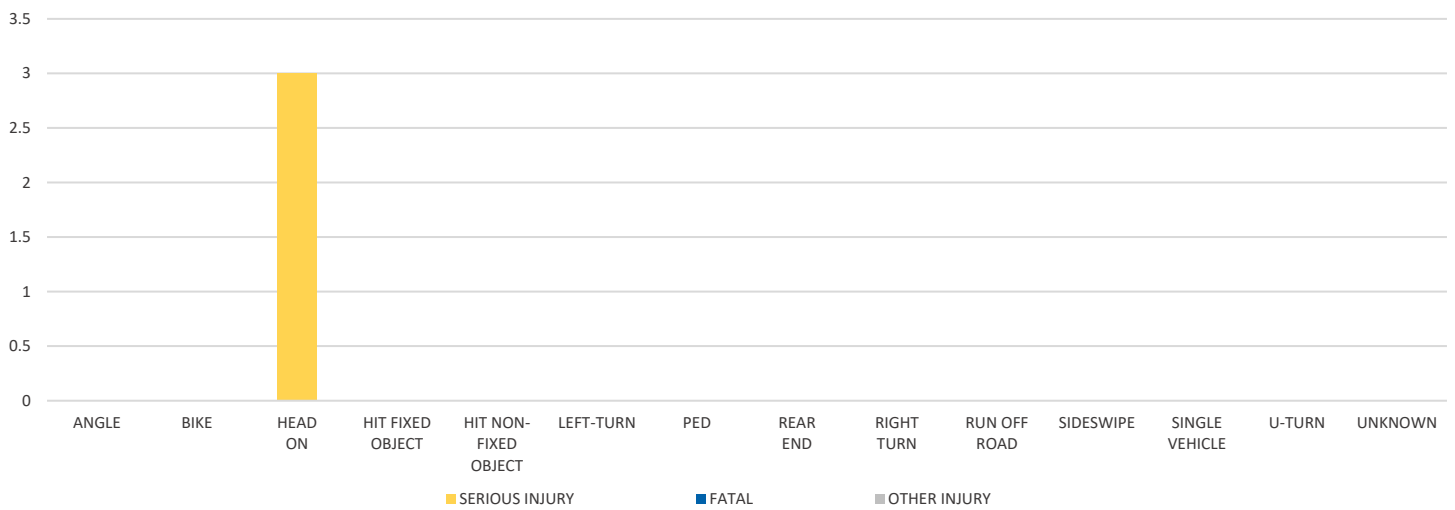 3.5
3
2.5
2
1.5
1
0.5
0
ANGLE BIKE HEAD HIT FIXED HIT NON- LEFT-TURN PED REAR RIGHT RUN OFF SIDESWIPE SINGLE U-TURN UNKNOWN
ON OBJECT FIXED END TURN ROAD VEHICLE
OBJECT
SERIOUS INJURY FATAL OTHER INJURY